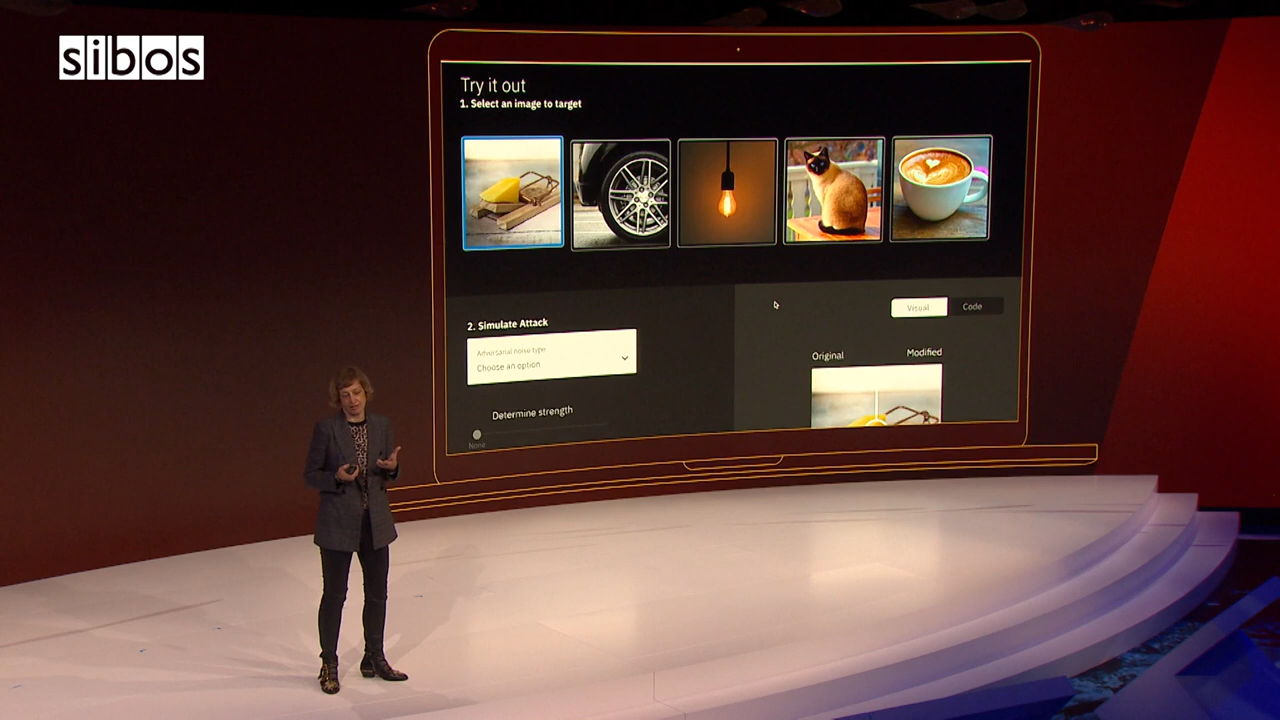 sibos
Try it out
1. Select an image to target
2. Simulate Attack
Adversarial noise type
Choose an option
Determine strength
None
Visual
Code
Original
Modified